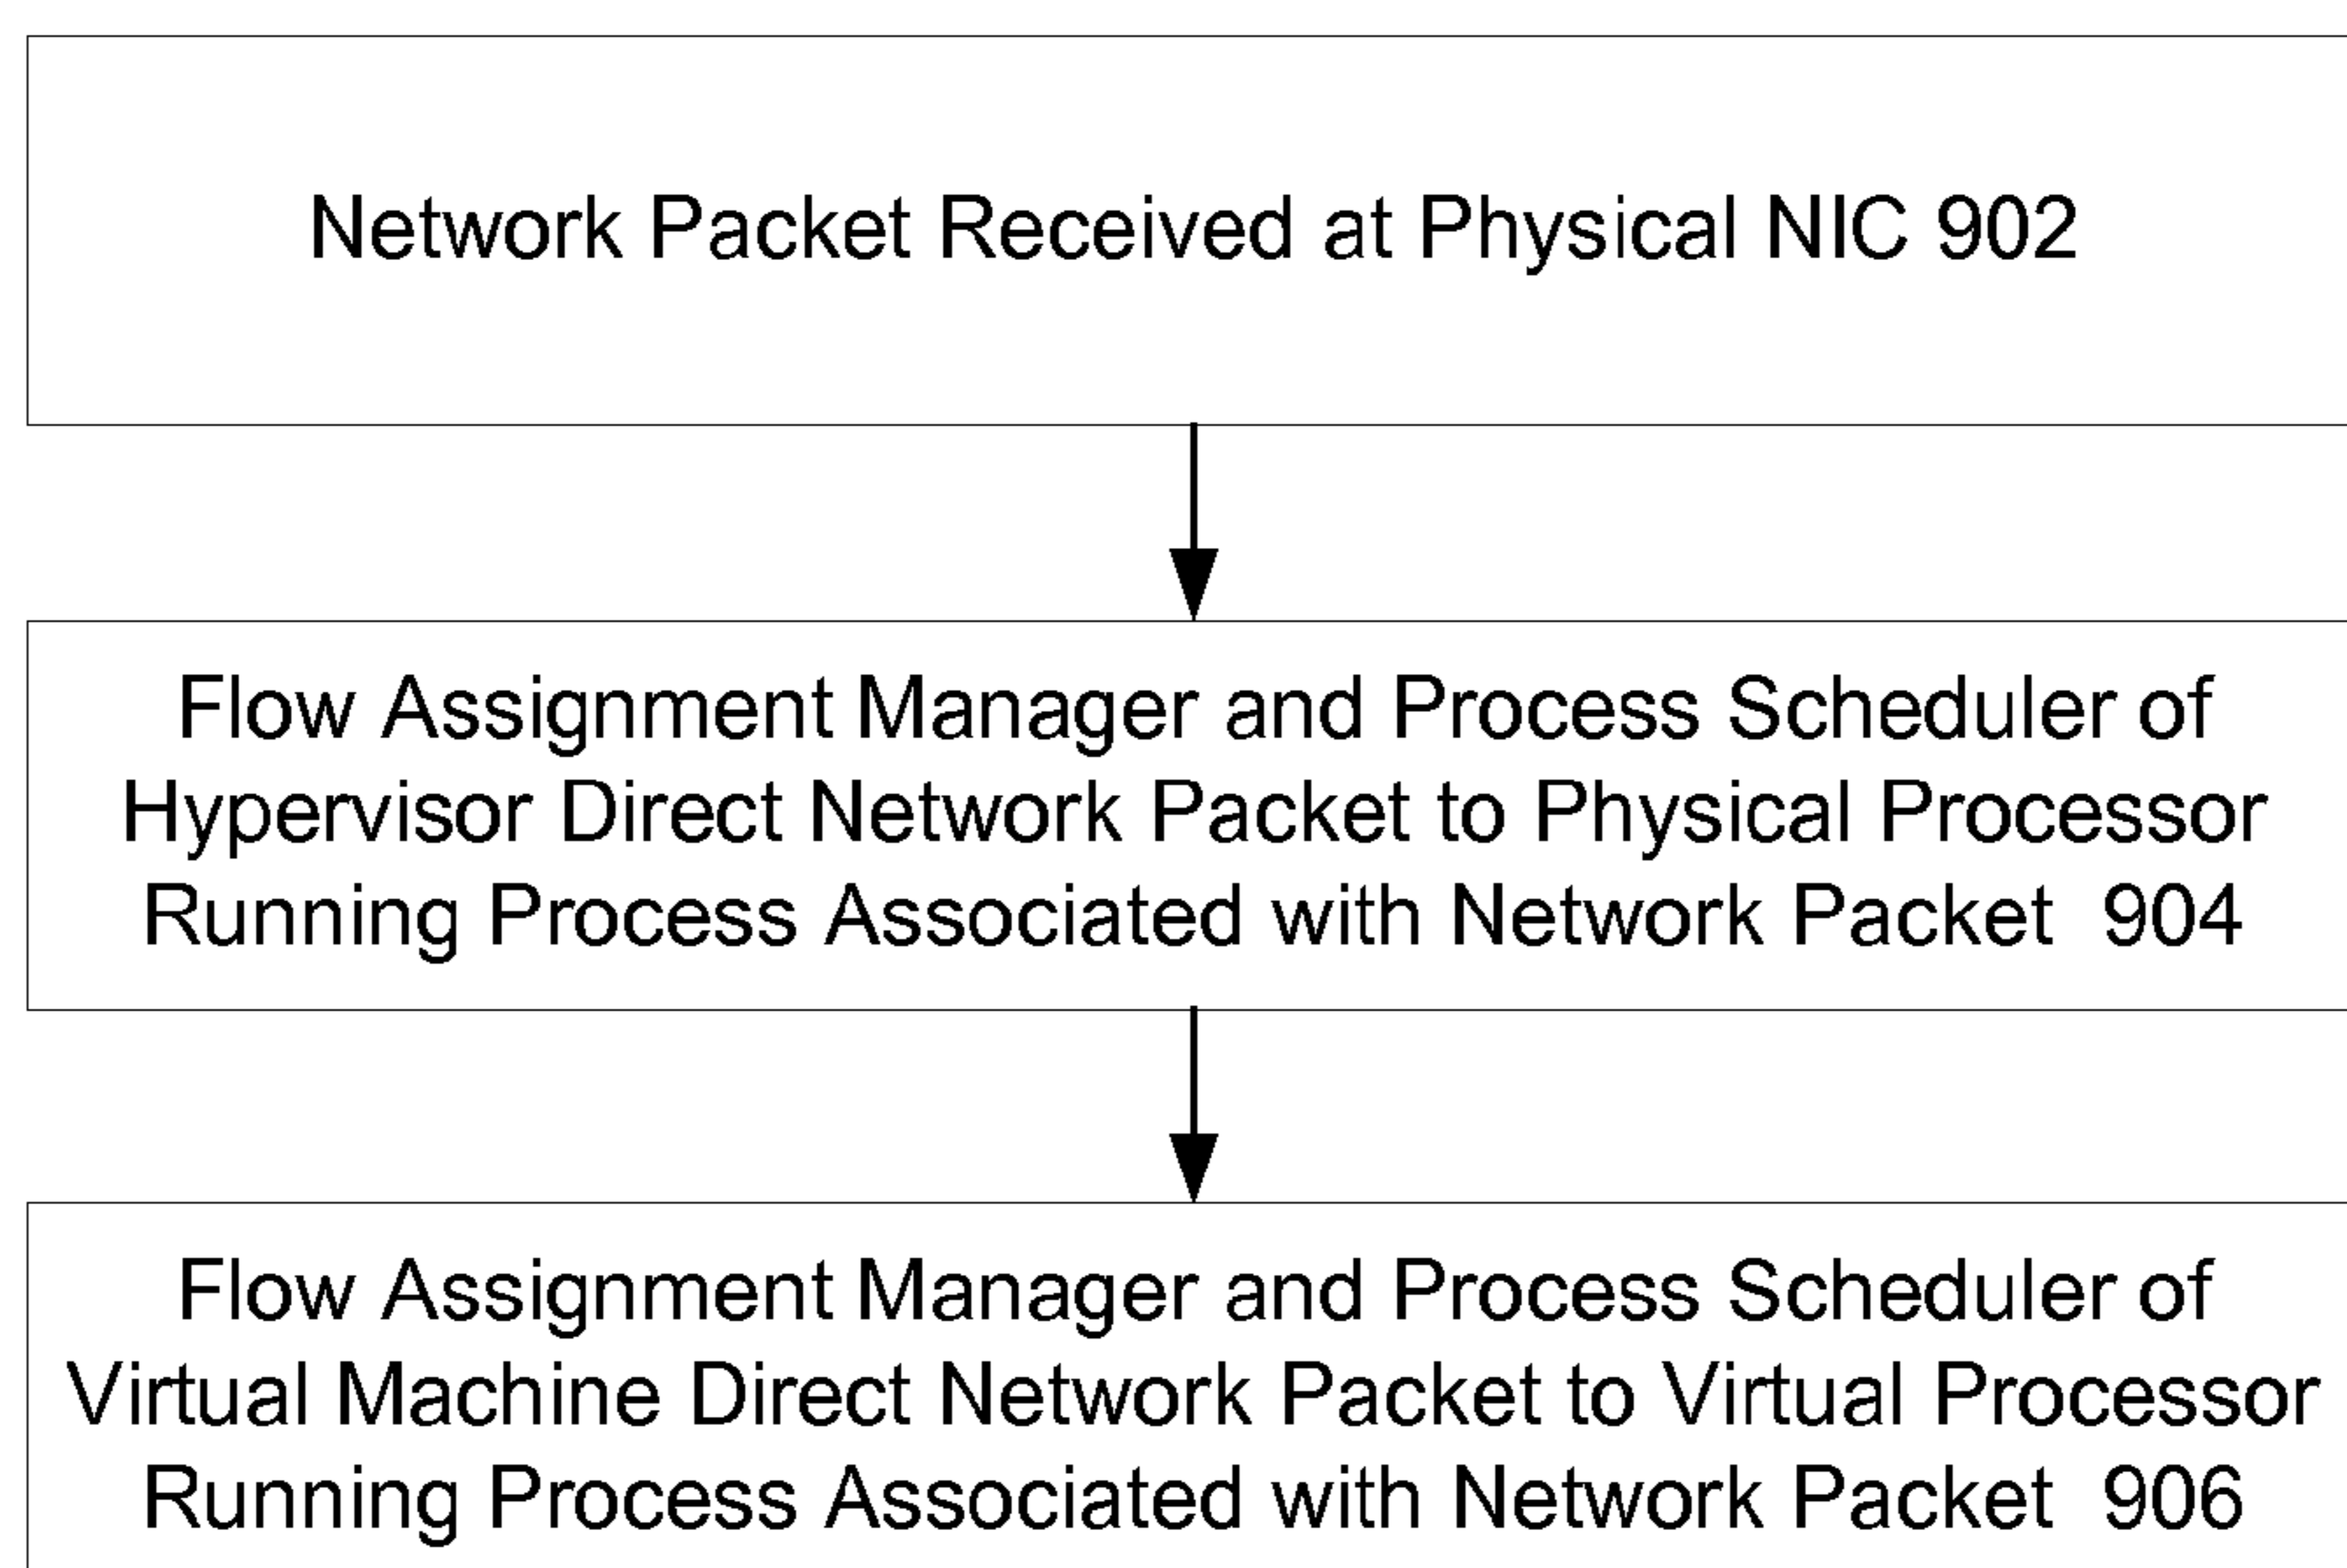 Network Packet Received at Physical NIC 902
Flow Assignment Manager and Process Scheduler of
Hypervisor Direct Network Packet to Physical Processor
Running Process Associated with Network Packet 904
Flow Assignment Manager and Process Scheduler of
Virtual Machine Direct Network Packet to Virtual Processor
Running Process Associated with Network Packet 906